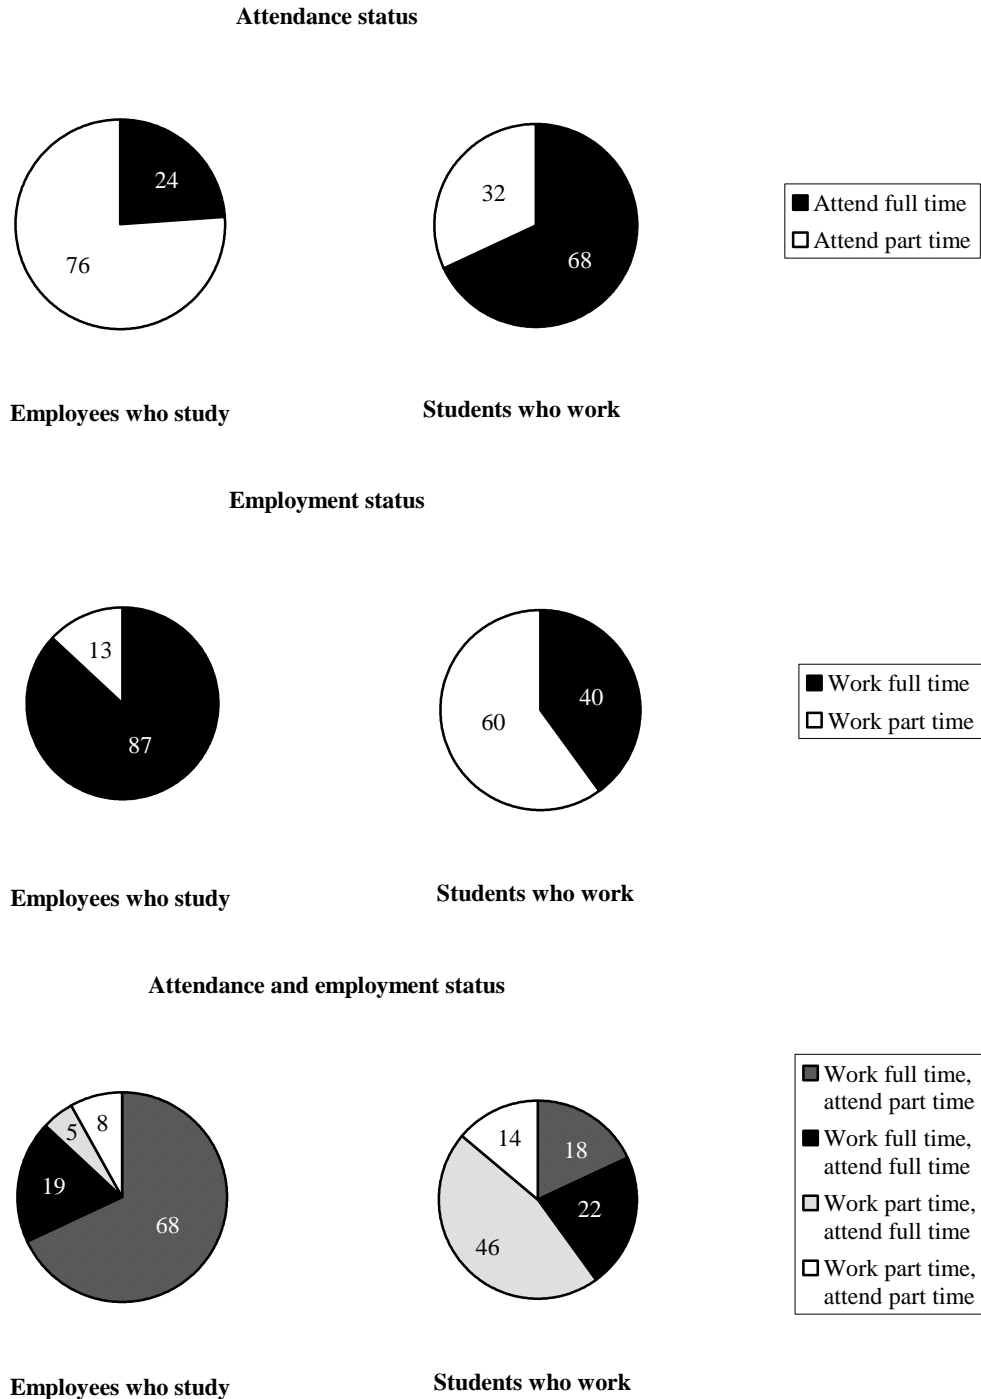 Attendance status
24
76
32
68
Attend full time
Attend part time
Employees who study
Students who work
Employment status
13
87
40
60
Work full time
Work part time
Employees who study
Students who work
Attendance and employment status
8
5
19
68
14
18
22
46
Work full time,
attend part time
Work full time,
attend full time
Work part time,
attend full time
Work part time,
attend part time
Employees who study
Students who work